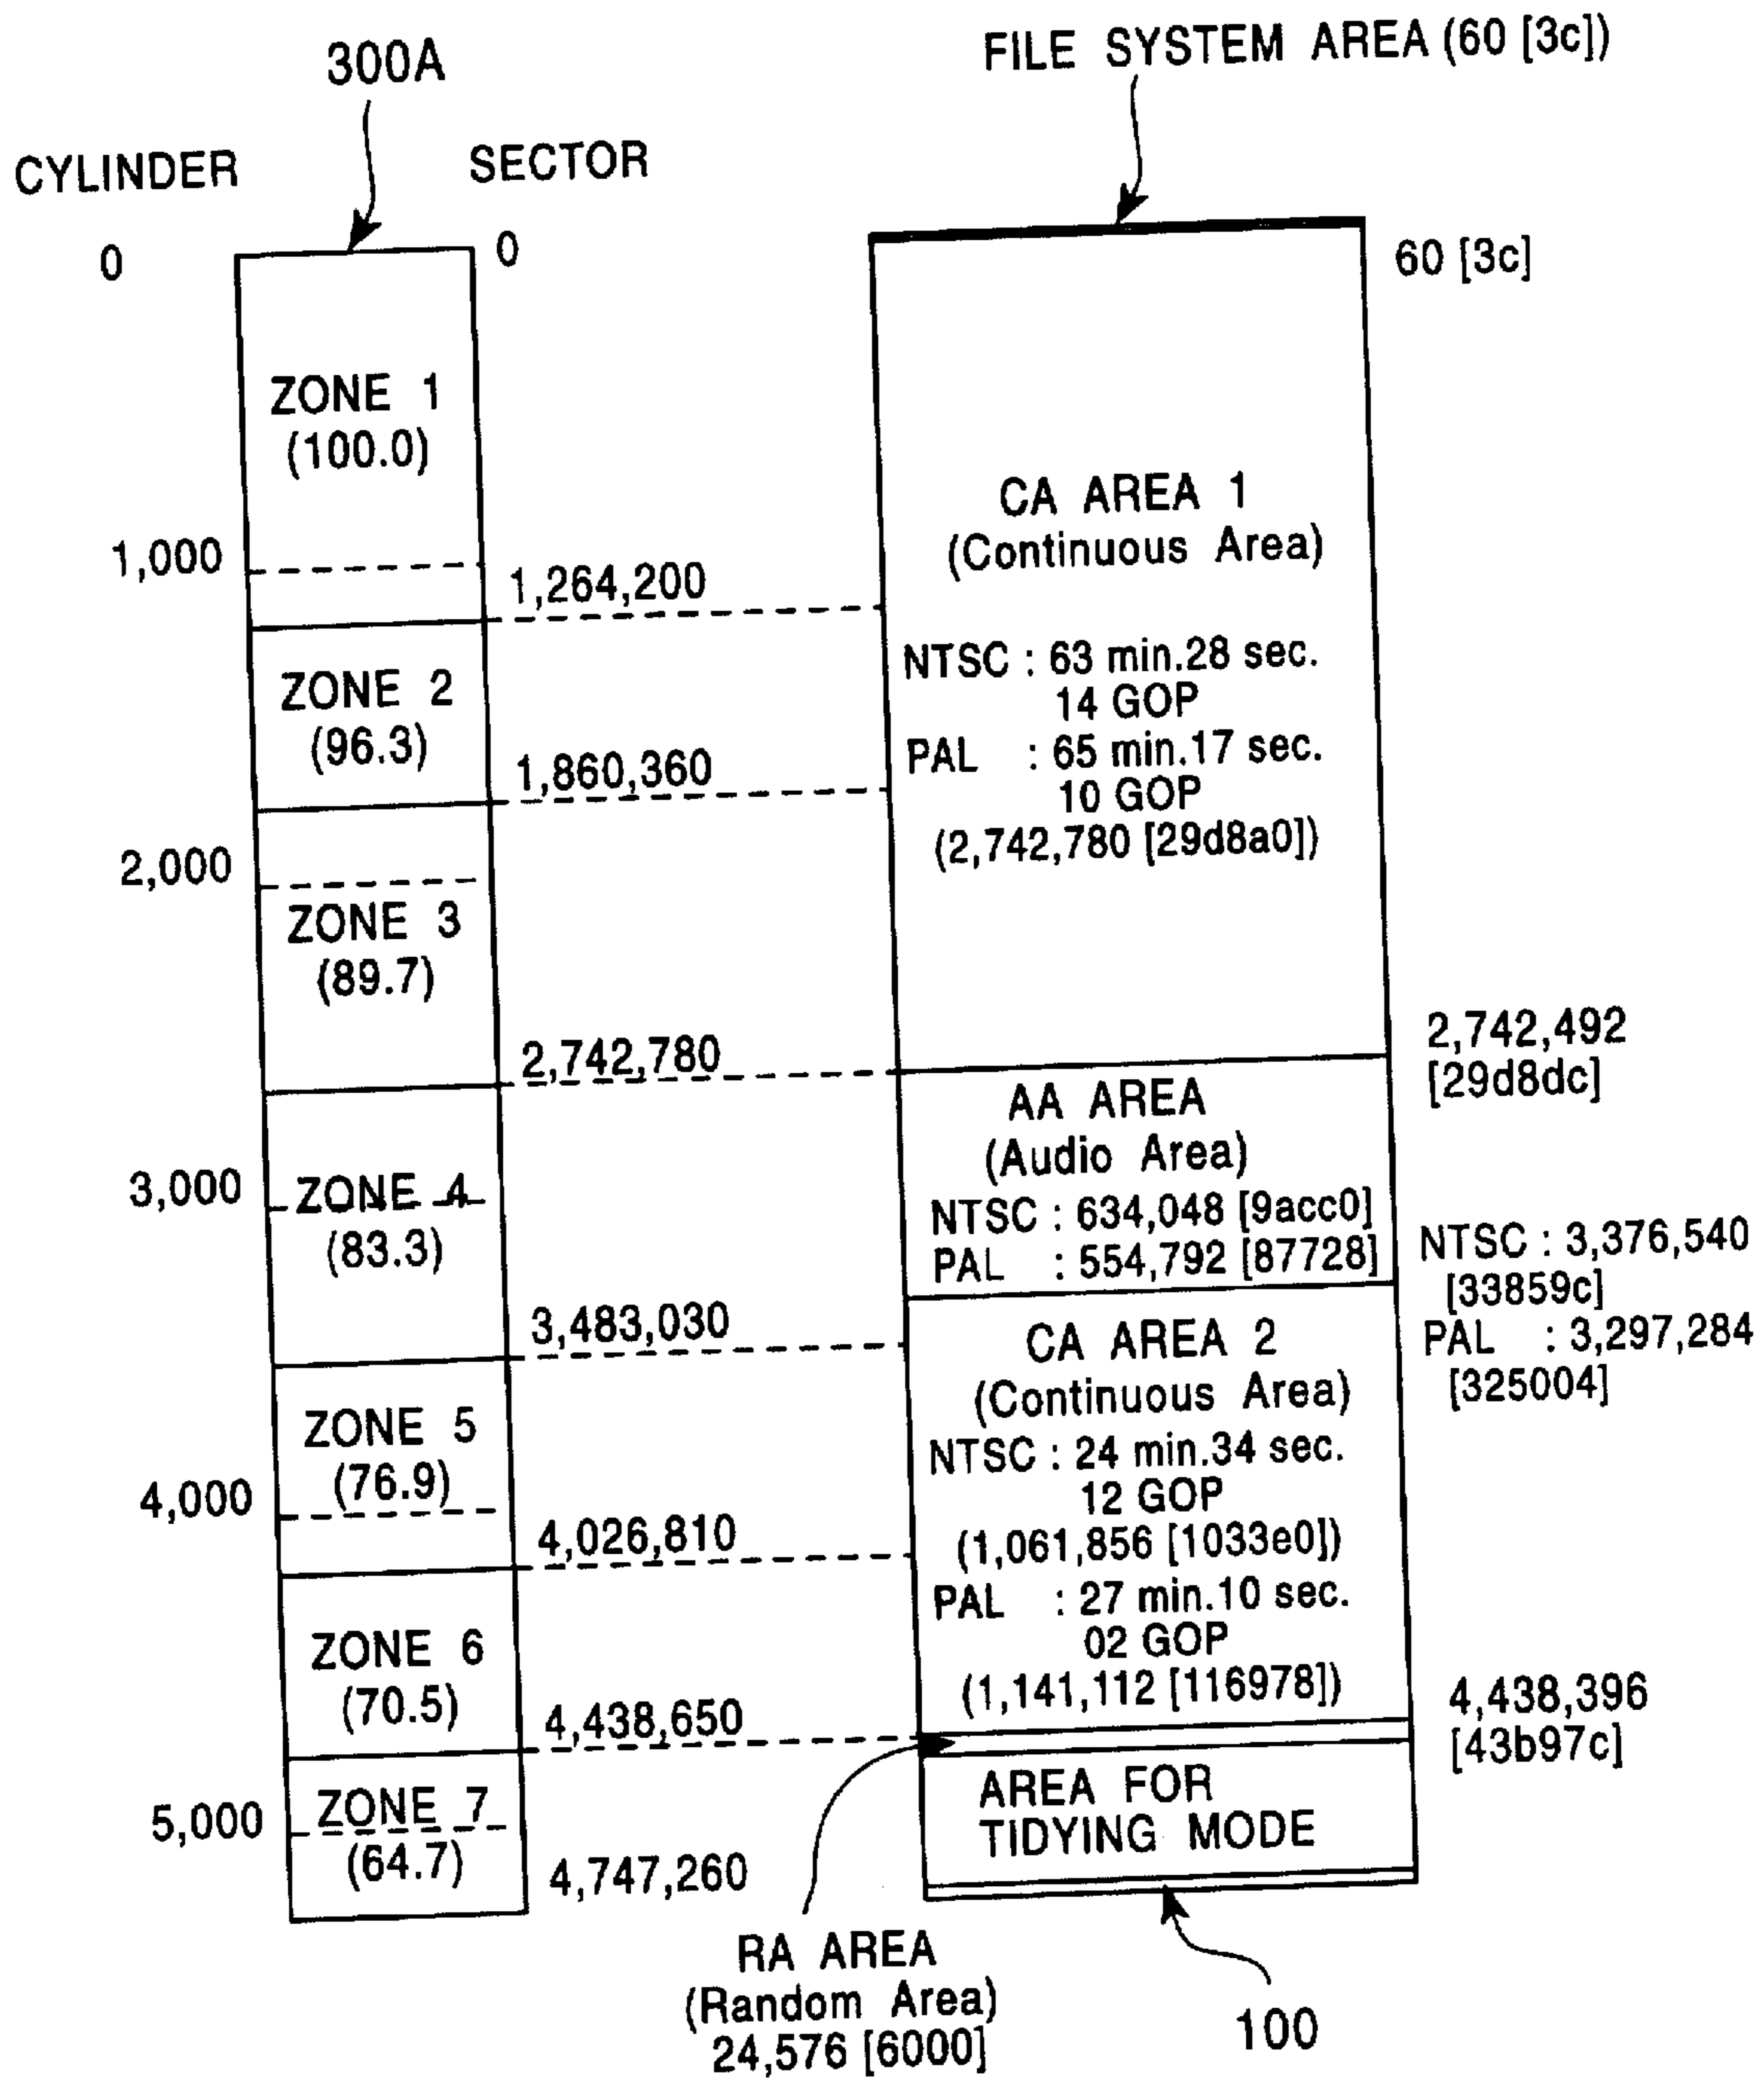 FILE SYSTEM AREA (60 [3c])
300A
CYLINDER
SECTOR
0
0
60 [3c]
ZONE 1
(100.0)
1,000
1,264,200
ZONE 2
(96.3)
1,860,360
2,000
ZONE 3
(89.7)
2,742,780
3,000
ZONE 4
(83.3)
3,483,030
ZONE 5
(76.9)
4,000
4,026,810
ZONE 6
(70.5)
4,438,650
5,000
ZONE 7
(64.7)
4,747,260
CA AREA 1
(Continuous Area)
NTSC : 63 min.28 sec.
14 GOP
PAL : 65 min.17 sec.
10 GOP
(2,742,780 [29d8a0])
2,742,492
[29d8dc]
AA AREA
(Audio Area)
NTSC : 634,048 [9acc0]
PAL : 554,792 [87728]
NTSC : 3,376,540
[33859c]
PAL : 3,297,284
[325004]
CA AREA 2
(Continuous Area)
NTSC : 24 min.34 sec.
12 GOP
(1,061,856 [1033e0])
PAL : 27 min.10 sec.
02 GOP
(1,141,112 [116978])
4,438,396
[43b97c]
AREA FOR
TIDYING MODE
RA AREA
(Random Area)
24,576 [6000]
100